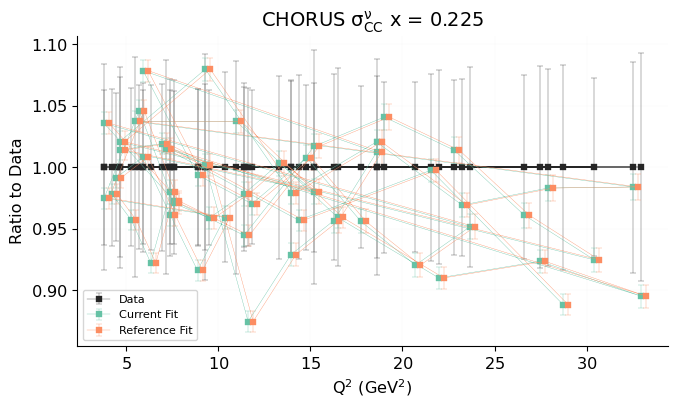 CHORUS σ^ν_CC x = 0.225
Ratio to Data
1.10
1.05
1.00
0.95
0.90
Data
Current Fit
Reference Fit
5 10 15 20 25 30
Q² (GeV²)